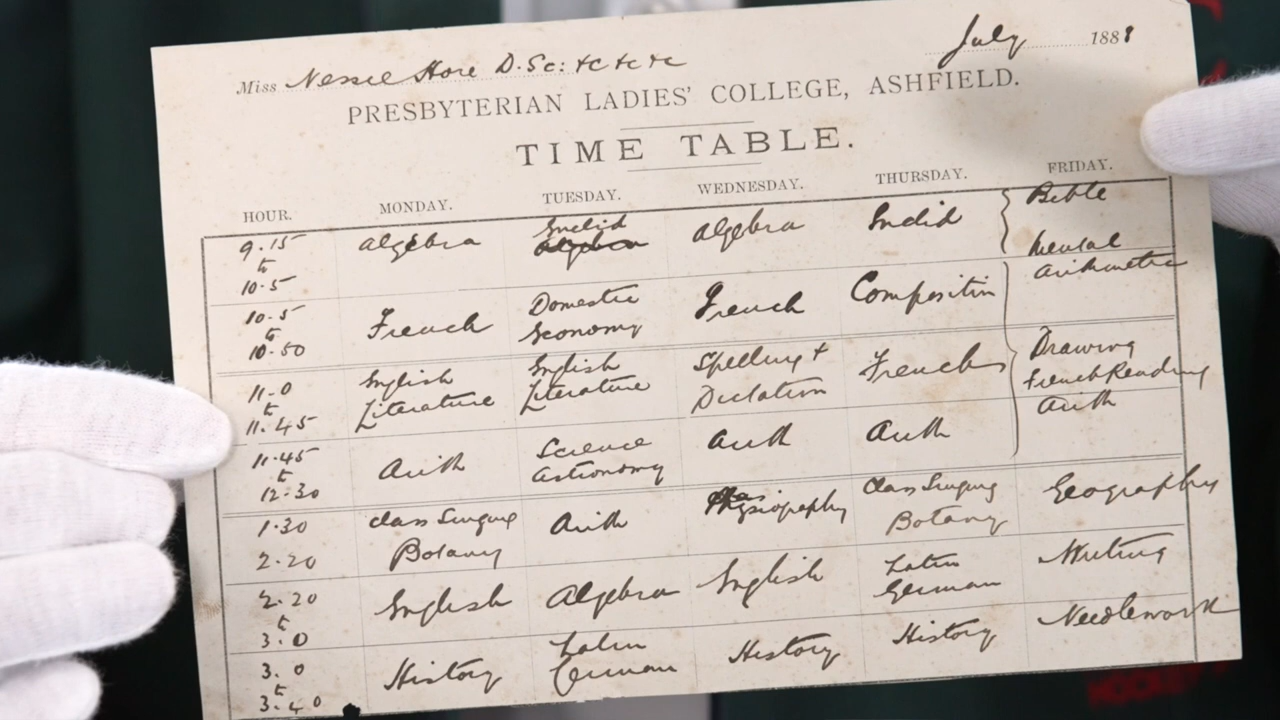 Miss Nessie Hore D.Sc: &c &c &c
July 1888
PRESBYTERIAN LADIES' COLLEGE, ASHFIELD.
TIME TABLE.
HOUR. MONDAY. TUESDAY. WEDNESDAY. THURSDAY. FRIDAY.
9.15 to 10.5 Algebra Euclid Algebra Algebra Euclid Bible Mental Arithmetic
10.5 to 10.50 French Domestic Economy French Composition
11.0 to 11.45 English Literature English Literature Spelling + Dictation French Drawing French Reading
11.45 to 12.30 Arith Science Astronomy Arith Arith Arith
1.30 2.20 Class Singing Botany Arith Physiography Class Singing Botany Geography
2.20 to 3.0 English Algebra English Latin German Writing
3.0 to 3.40 History Latin German History History Needlework